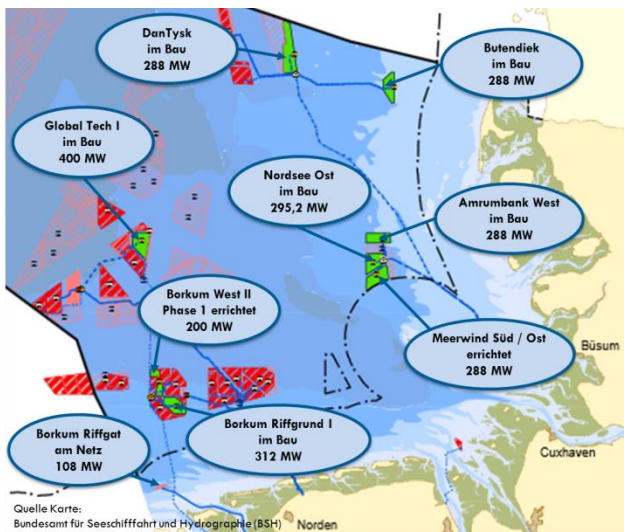 DanTysk
im Bau
288 MW
Butendiek
im Bau
288 MW
Global Tech I
im Bau
400 MW
Nordsee Ost
im Bau
295,2 MW
Amrumbank West
im Bau
288 MW
Borkum West II
Phase 1 errichtet
200 MW
Meerwind Süd / Ost
errichtet
288 MW
Büsum
Borkum Riffgat
am Netz
108 MW
Borkum Riffgrund I
im Bau
312 MW
Cuxhaven
Quelle Karte:
Bundesamt für Seeschifffahrt und Hydrographie (BSH)
Norden